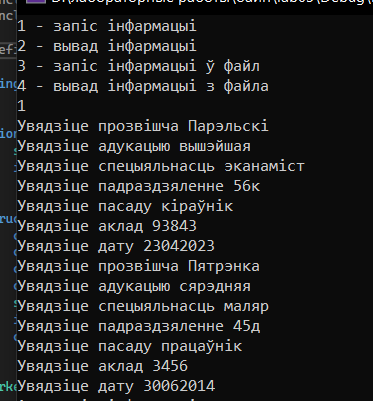 1 - запіс інфармацыі
2 - вывад інфармацыі
3 - запіс інфармацыі ў файл
4 - вывад інфармацыі з файла
1
Увядзіце прозвішча Парэльскі
Увядзіце адукацыю вышэйшая
Увядзіце спецыяльнасць эканаміст
Увядзіце падраздзяленне 56к
Увядзіце пасаду кіраўнік
Увядзіце аклад 93843
Увядзіце дату 23042023
Увядзіце прозвішча Пятрэнка
Увядзіце адукацыю сярэдняя
Увядзіце спецыяльнасць маляр
Увядзіце падраздзяленне 45д
Увядзіце пасаду працаўнік
Увядзіце аклад 3456
Увядзіце дату 30062014